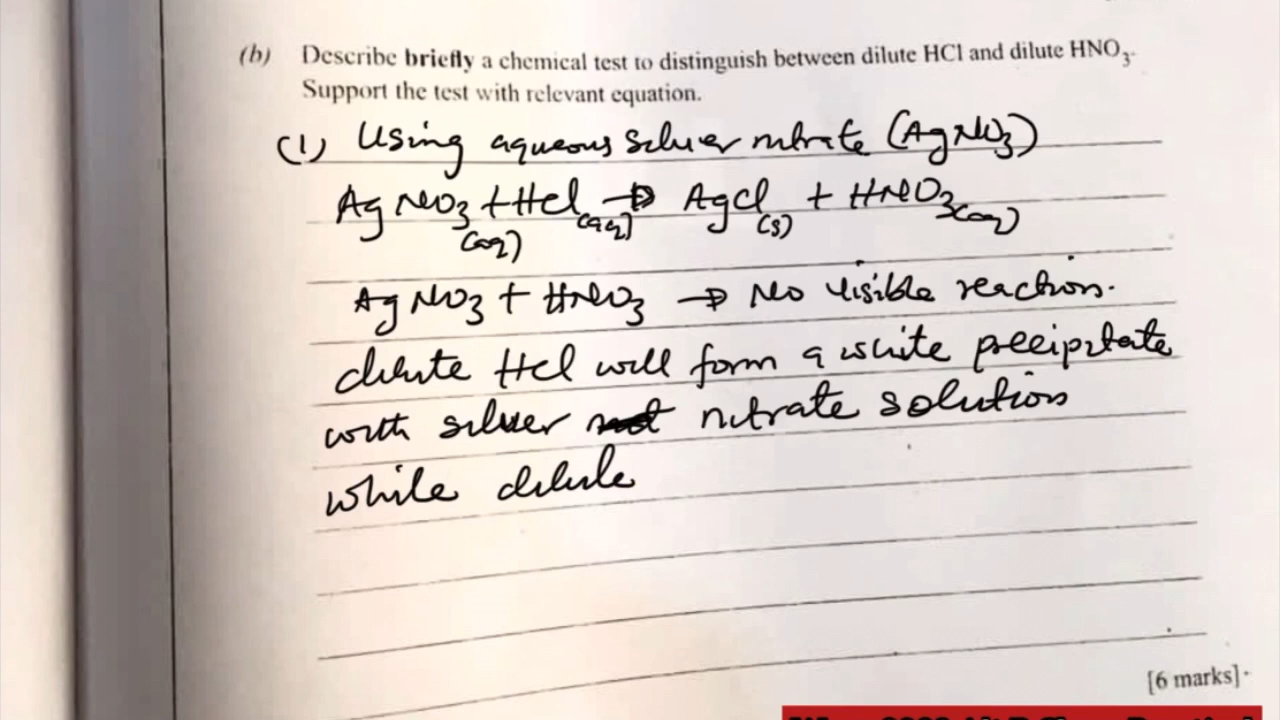 (b) Describe briefly a chemical test to distinguish between dilute HCl and dilute HNO₃.
Support the test with relevant equation.
(1) Using aqueous silver nitrate (AgNO₃)
AgNO₃(aq) + HCl(aq) → AgCl(s) + HNO₃(aq)
AgNO₃ + HNO₃ → No visible reaction.
dilute HCl will form a white precipitate
with silver nitrate solution
while dilute
[6 marks]